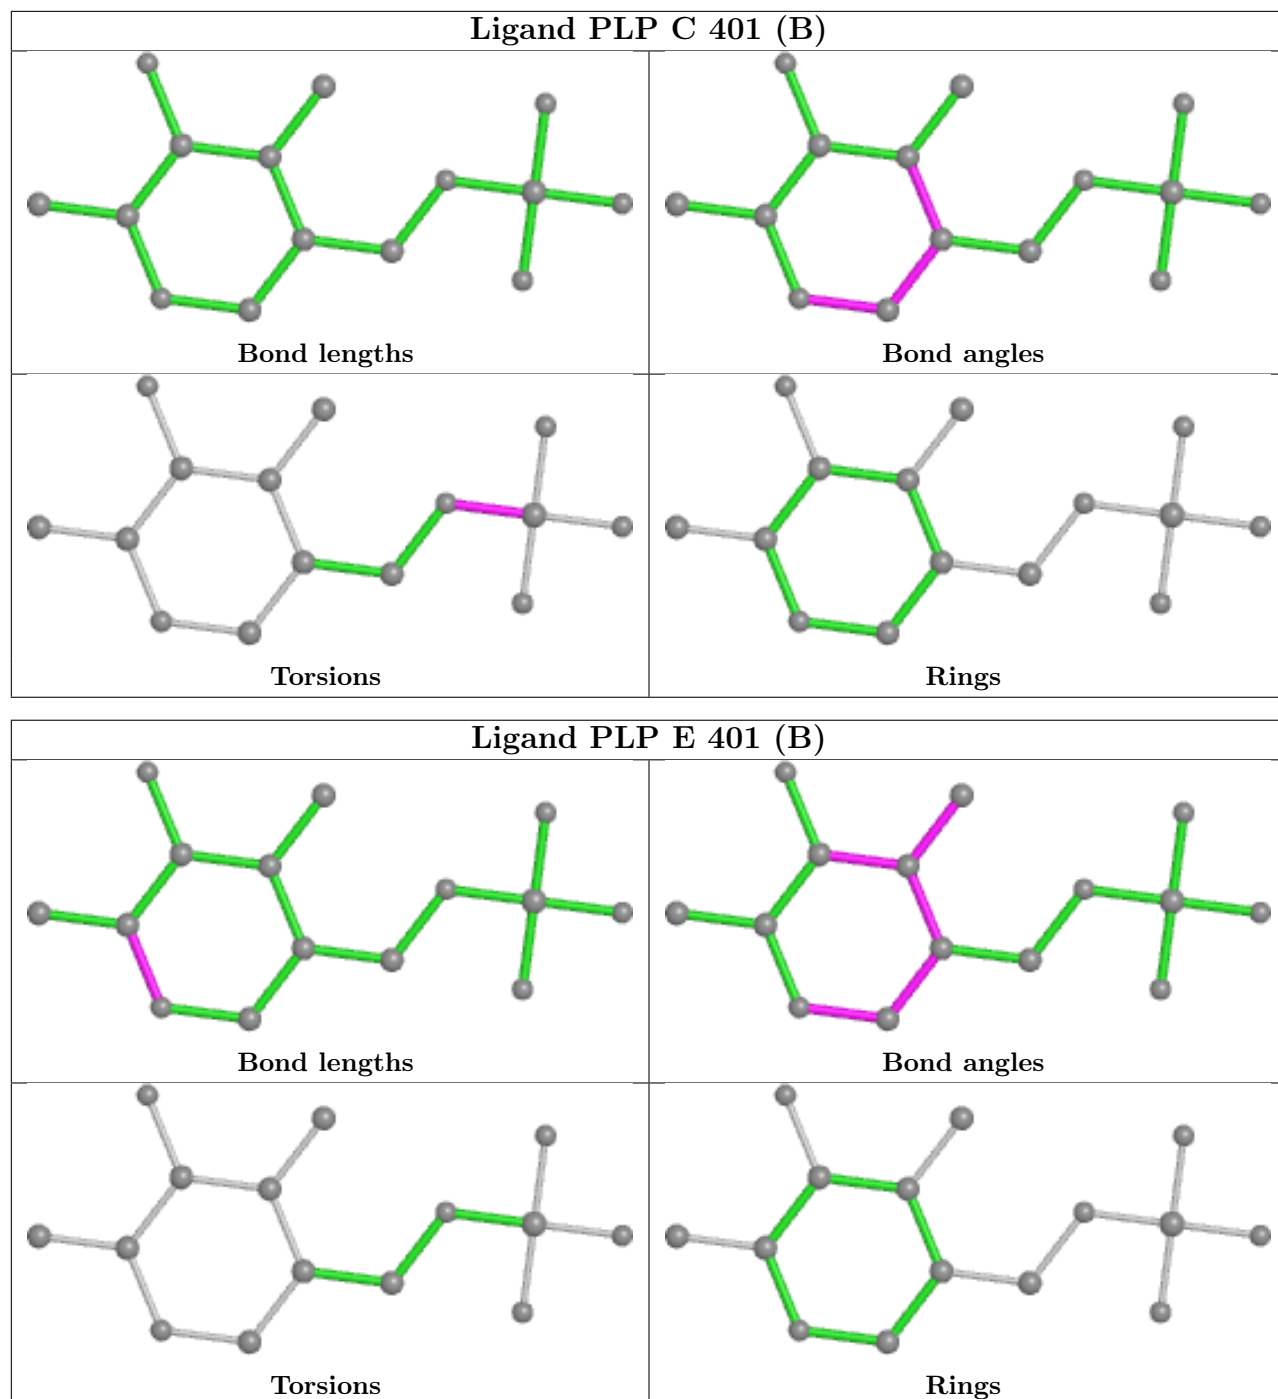 Ligand PLP C 401 (B)
Bond lengths
Bond angles
Torsions
Rings
Ligand PLP E 401 (B)
Bond lengths
Bond angles
Torsions
Rings